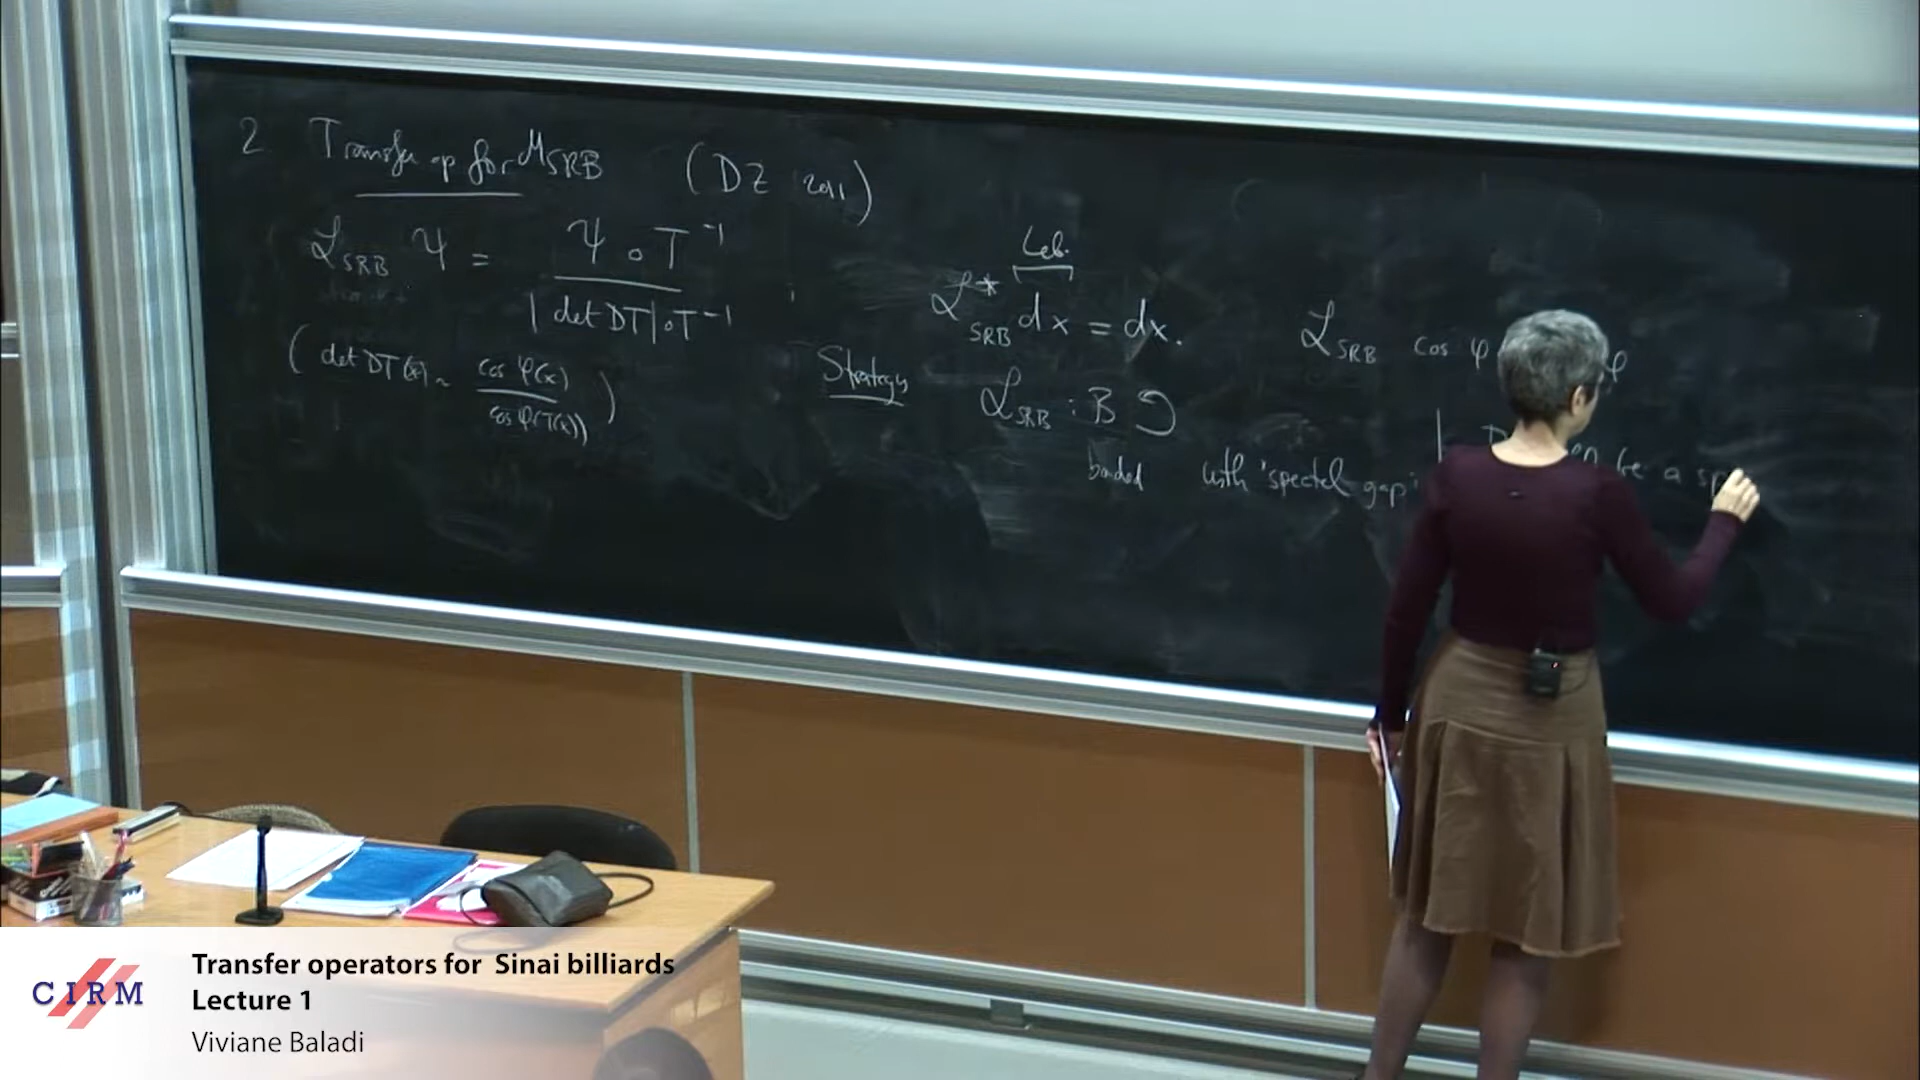 2 Transfer op for μSRB (DZ 2011)
ℒSRB Ψ = Ψ ∘ T⁻¹ / |det DT| ∘ T⁻¹
(det DT(x) ~ cos φ(x) / cos φ(T(x)))
Leb.
ℒ*SRB dx = dx.
ℒSRB cos φ φ
Strategy ℒSRB : B
bounded with 'spectral gap' be a sp
CIRM
Transfer operators for Sinai billiards
Lecture 1
Viviane Baladi